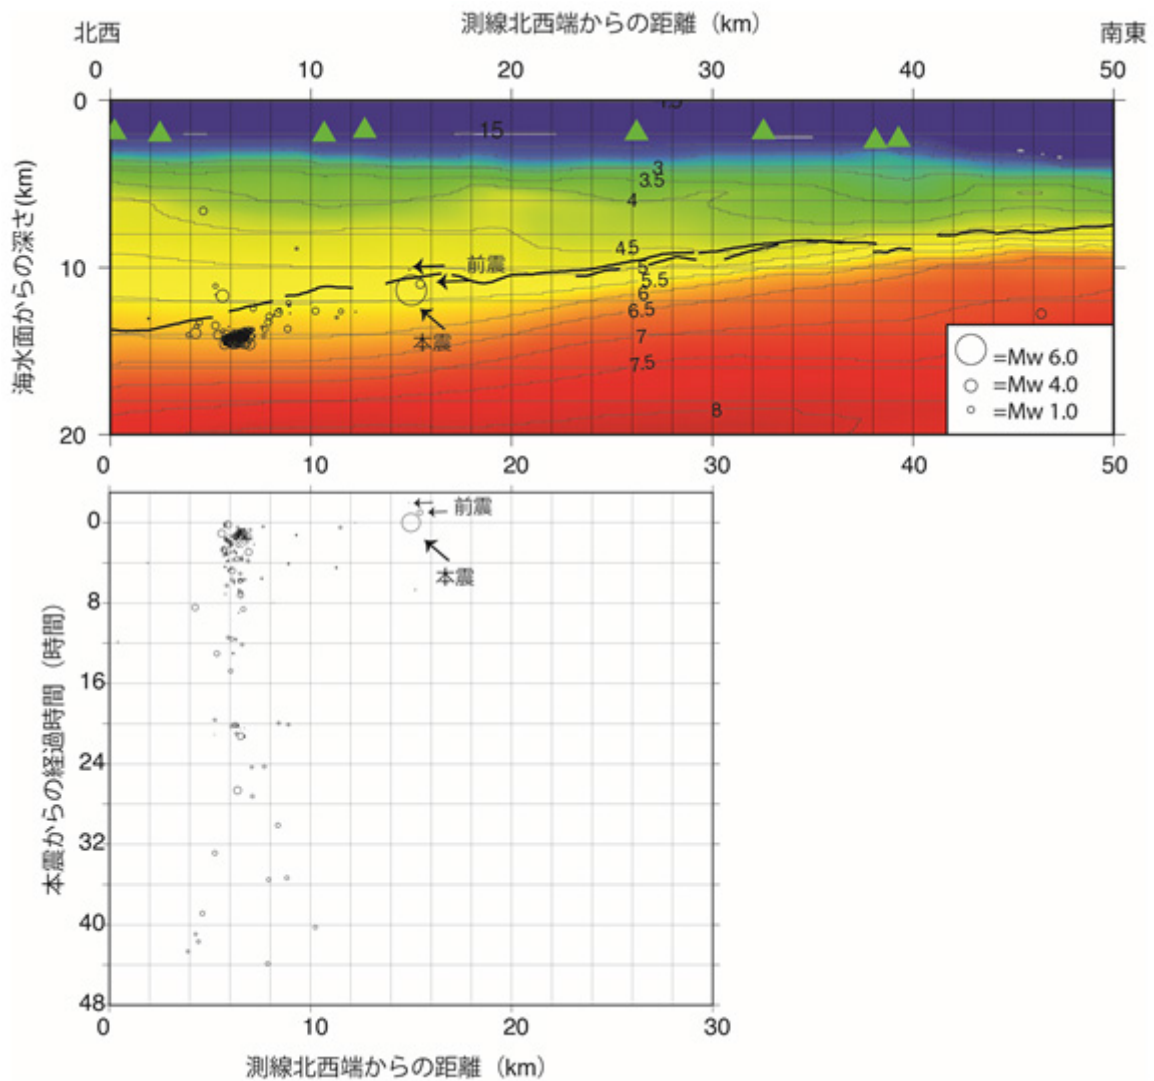 測線北西端からの距離（km）
北西
南東
0 10 20 30 40 50
0
10
20
海水面からの深さ(km)
1.5
15
3
3.5
4
4.5
5
5.5
6
6.5
7
7.5
8
前震
本震
=Mw 6.0
=Mw 4.0
=Mw 1.0
0 10 20 30 40 50
前震
本震
0
8
16
24
32
40
48
本震からの経過時間（時間）
0 10 20 30
測線北西端からの距離（km）